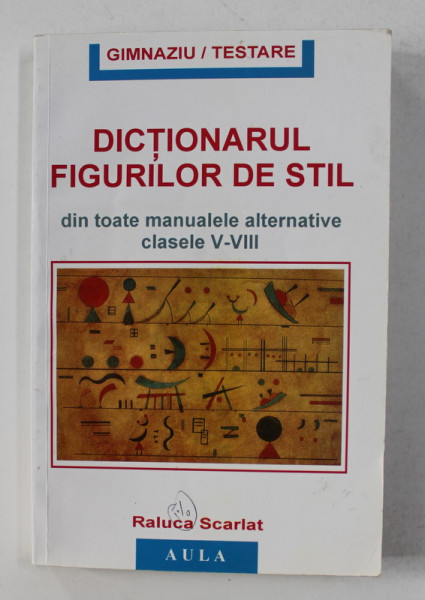 GIMNAZIU / TESTARE
DICȚIONARUL
FIGURILOR DE STIL
din toate manualele alternative
clasele V-VIII
Raluca Scarlat
AULA